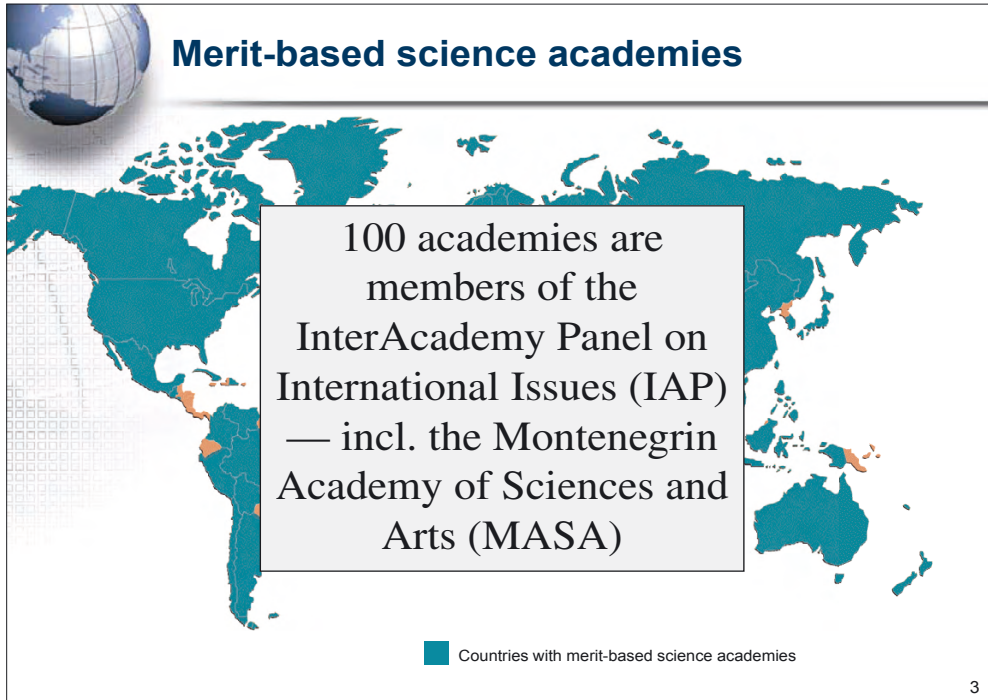 Merit-based science academies
100 academies are
members of the
InterAcademy Panel on
International Issues (IAP)
— incl. the Montenegrin
Academy of Sciences and
Arts (MASA)
Countries with merit-based science academies
3